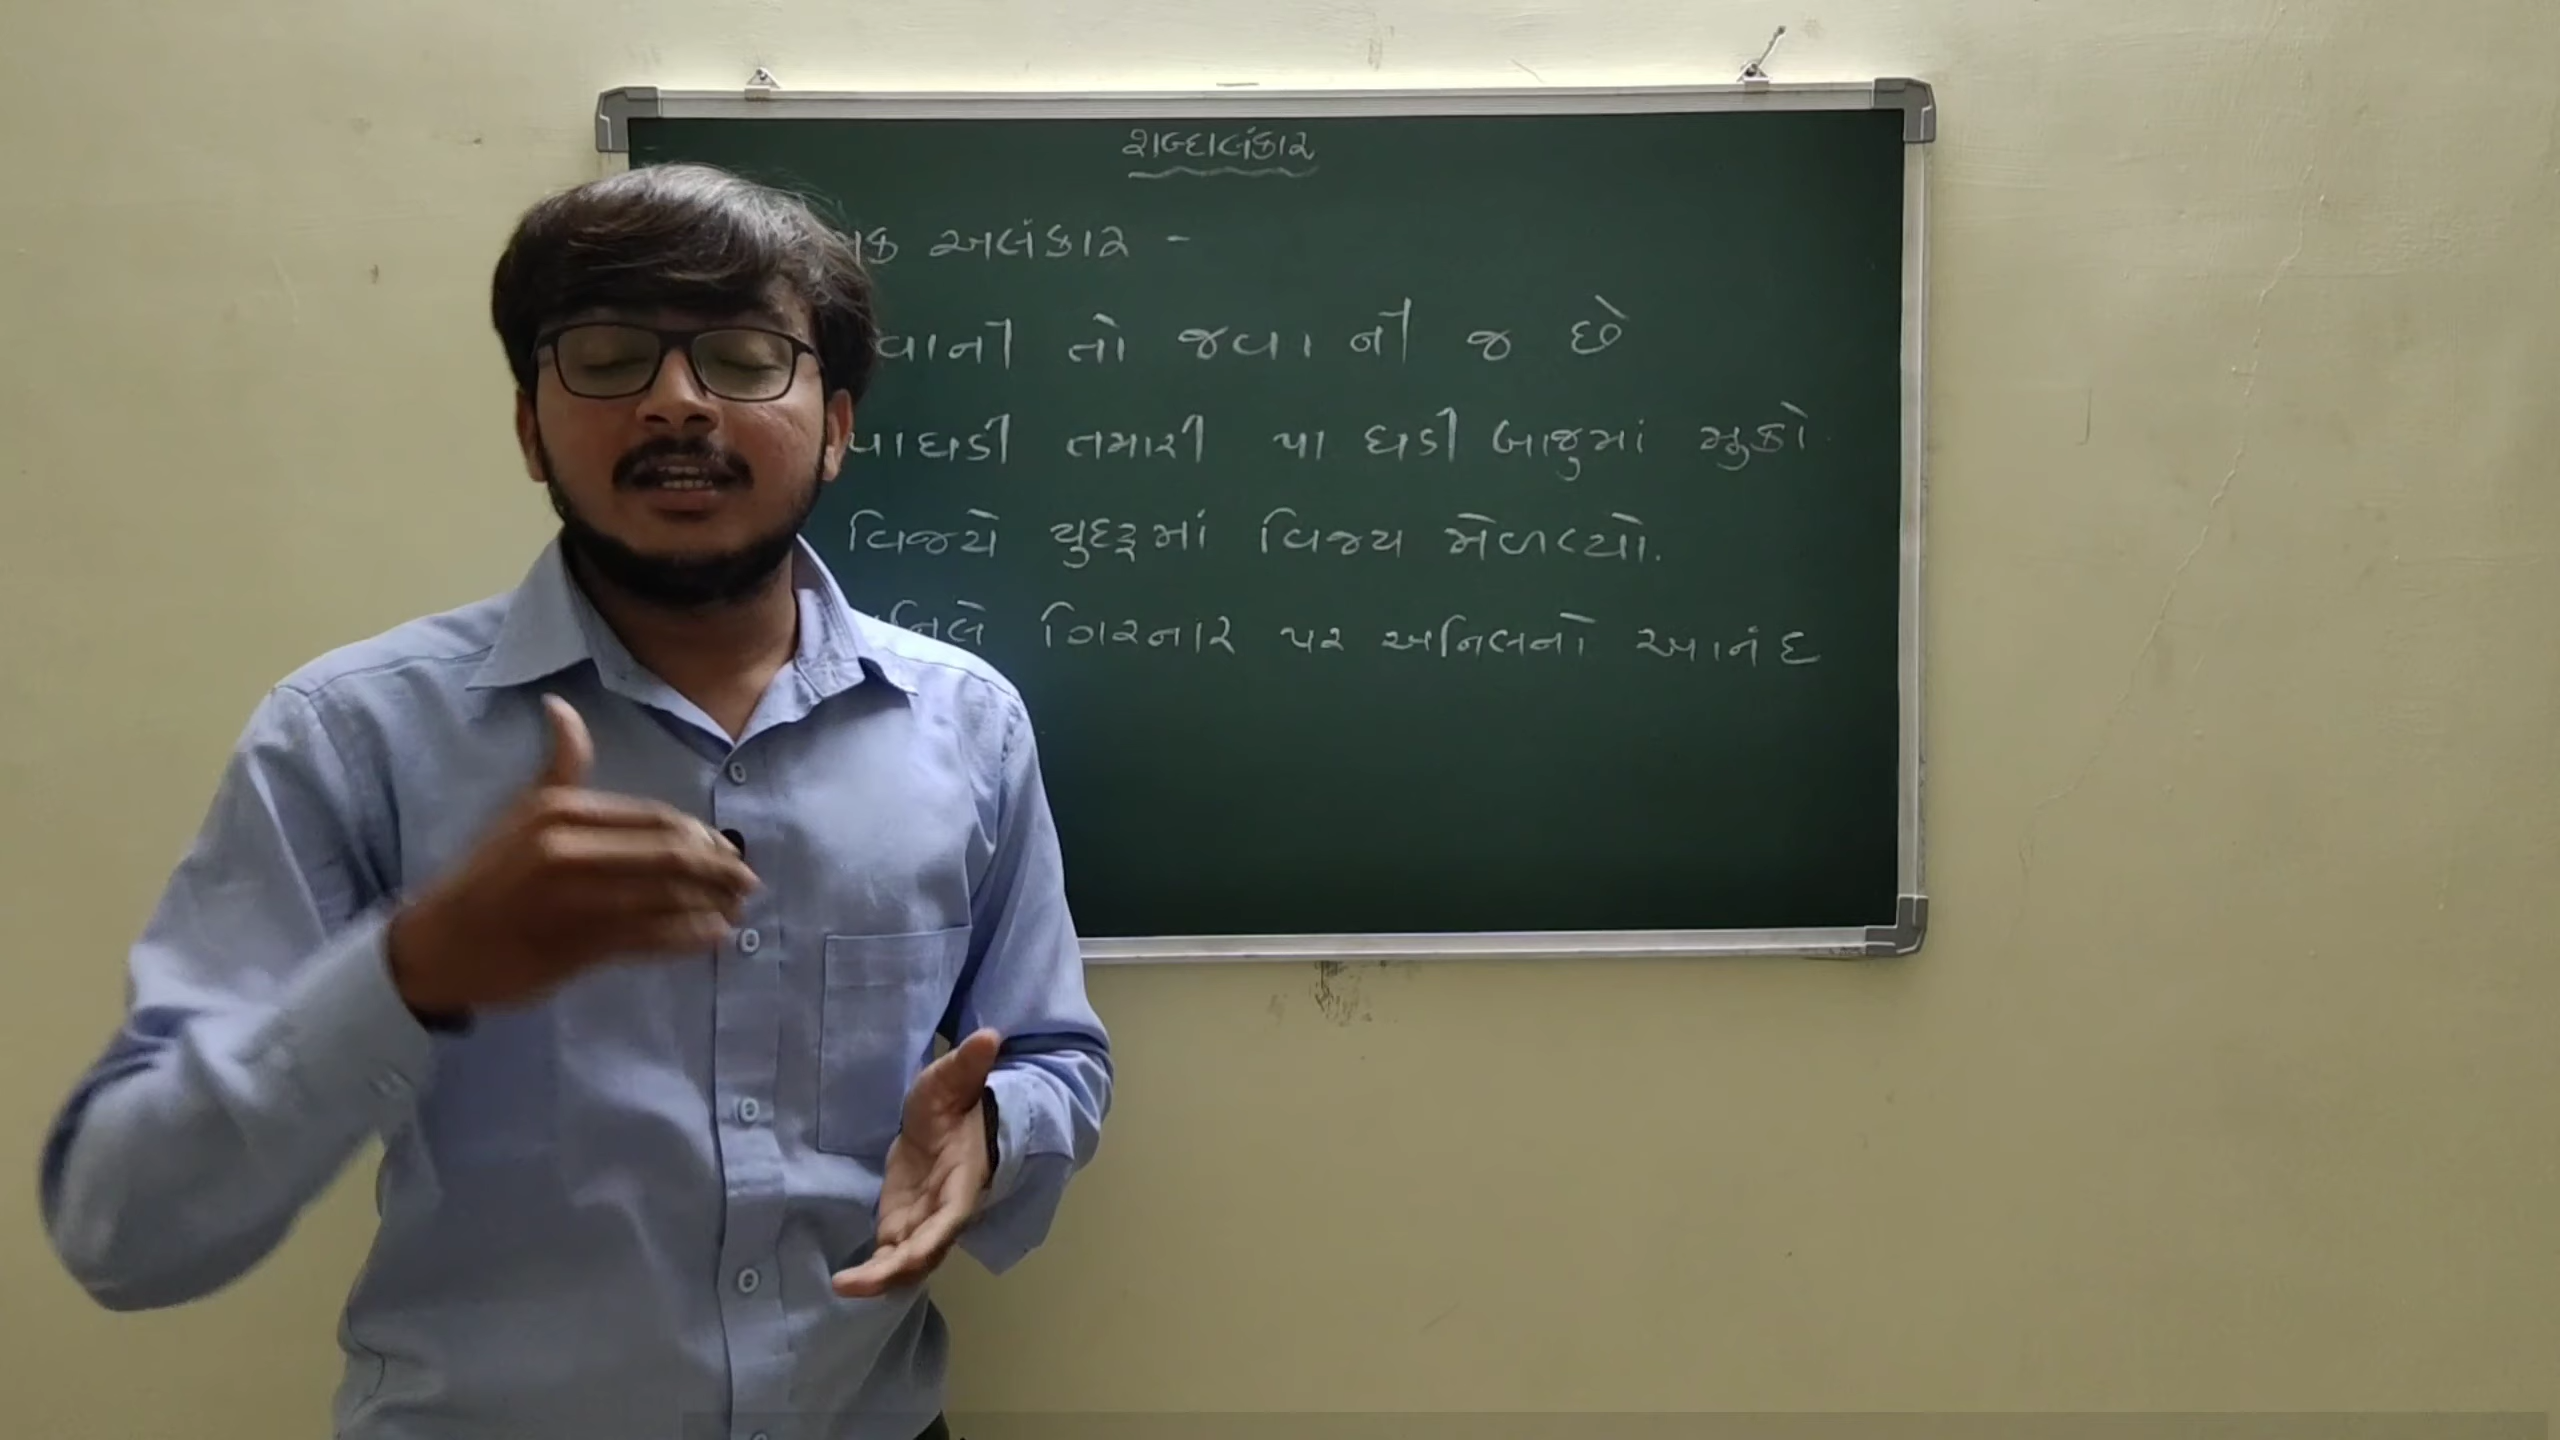 શબ્દાલંકાર
અલંકાર -
તો જવા ની જ છે
પાઘડી તમારી પા ઘડી બાજુમાં મુકો
વિજયે યુદ્ધમાં વિજય મેળવ્યો.
ગિરનાર પર અનિલનો આનંદ